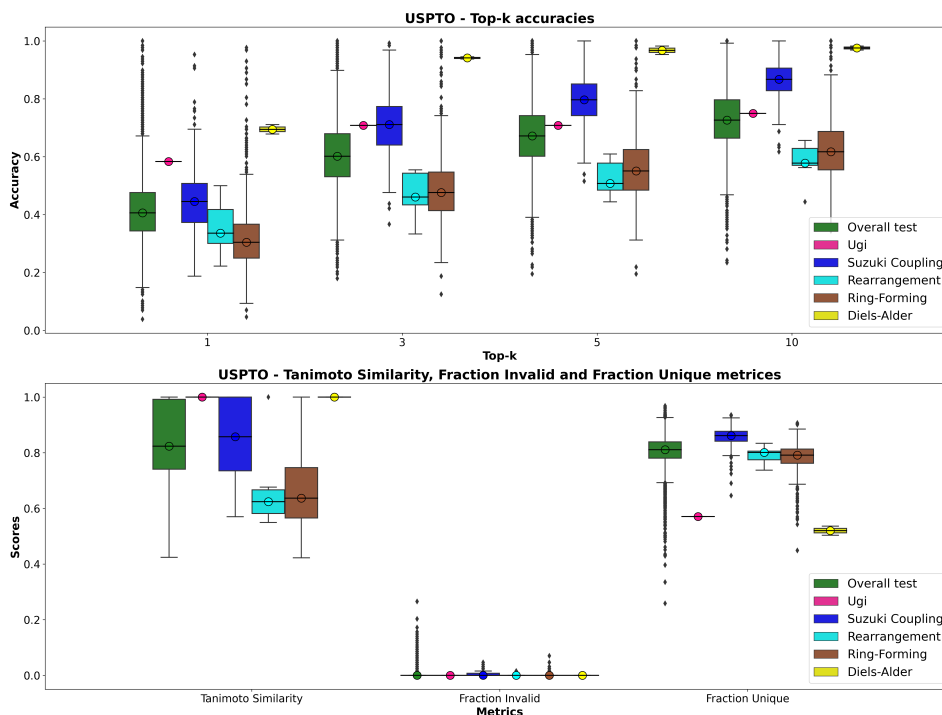 USPTO - Top-k accuracies
1.0
0.8
0.6
0.4
0.2
0.0
Accuracy
Overall test
Ugi
Suzuki Coupling
Rearrangement
Ring-Forming
Diels-Alder
1 3 5 10
Top-k
USPTO - Tanimoto Similarity, Fraction Invalid and Fraction Unique metrics
1.0
0.8
0.6
0.4
0.2
0.0
Scores
Overall test
Ugi
Suzuki Coupling
Rearrangement
Ring-Forming
Diels-Alder
Tanimoto Similarity Fraction Invalid Fraction Unique
Metrics